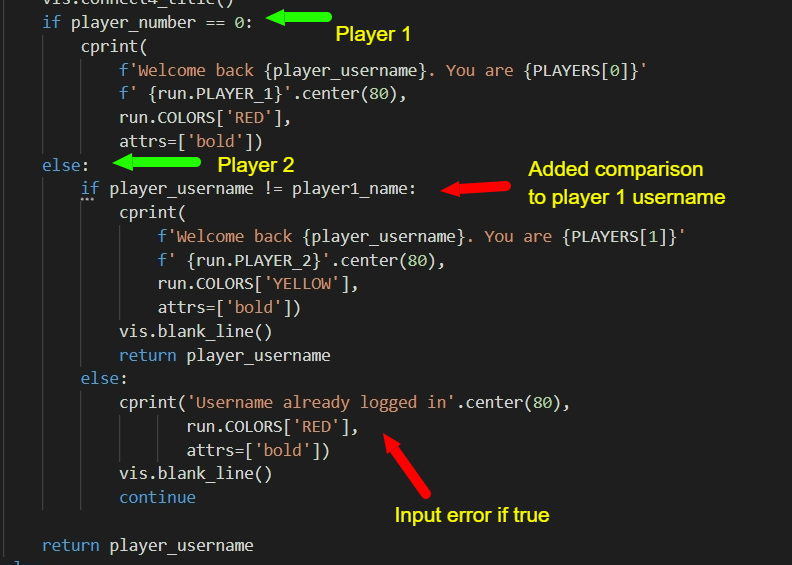 vis.connect4_title()
if player_number == 0:
Player 1
cprint(
f'Welcome back {player_username}. You are {PLAYERS[0]}'
f' {run.PLAYER_1}'.center(80),
run.COLORS['RED'],
attrs=['bold'])
else:
Player 2
Added comparison
to player 1 username
if player_username != player1_name:
cprint(
f'Welcome back {player_username}. You are {PLAYERS[1]}'
f' {run.PLAYER_2}'.center(80),
run.COLORS['YELLOW'],
attrs=['bold'])
vis.blank_line()
return player_username
else:
cprint('Username already logged in'.center(80),
run.COLORS['RED'],
attrs=['bold'])
vis.blank_line()
continue
Input error if true
return player_username